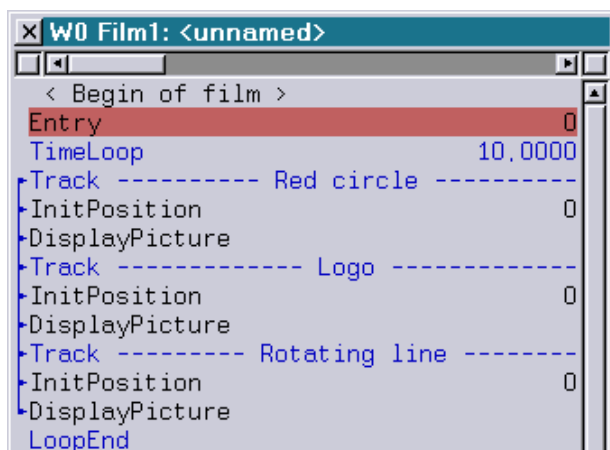 W0 Film1: <unnamed>
< Begin of film >
Entry 0
TimeLoop 10,0000
Track ---------- Red circle ----------
InitPosition 0
DisplayPicture
Track ------------- Logo -------------
InitPosition 0
DisplayPicture
Track --------- Rotating line --------
InitPosition 0
DisplayPicture
LoopEnd